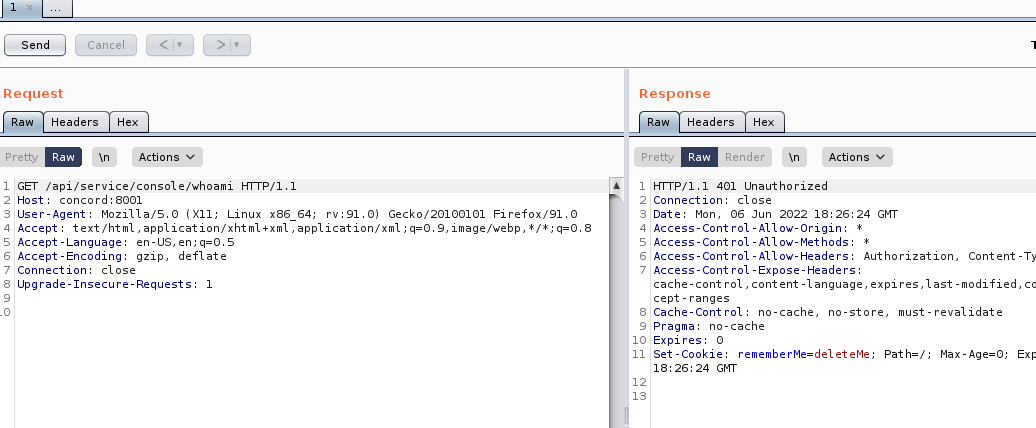 1 × ...
Send Cancel < | ▾ > | ▾
Request
Raw Headers Hex
Pretty Raw \n Actions
1 GET /api/service/console/whoami HTTP/1.1
2 Host: concord:8001
3 User-Agent: Mozilla/5.0 (X11; Linux x86_64; rv:91.0) Gecko/20100101 Firefox/91.0
4 Accept: text/html,application/xhtml+xml,application/xml;q=0.9,image/webp,*/*;q=0.8
5 Accept-Language: en-US,en;q=0.5
6 Accept-Encoding: gzip, deflate
7 Connection: close
8 Upgrade-Insecure-Requests: 1
9
10
Response
Raw Headers Hex
Pretty Raw Render \n Actions
1 HTTP/1.1 401 Unauthorized
2 Connection: close
3 Date: Mon, 06 Jun 2022 18:26:24 GMT
4 Access-Control-Allow-Origin: *
5 Access-Control-Allow-Methods: *
6 Access-Control-Allow-Headers: Authorization, Content-Ty
7 Access-Control-Expose-Headers:
cache-control,content-language,expires,last-modified,co
cept-ranges
8 Cache-Control: no-cache, no-store, must-revalidate
9 Pragma: no-cache
10 Expires: 0
11 Set-Cookie: rememberMe=deleteMe; Path=/; Max-Age=0; Exp
18:26:24 GMT
12
13